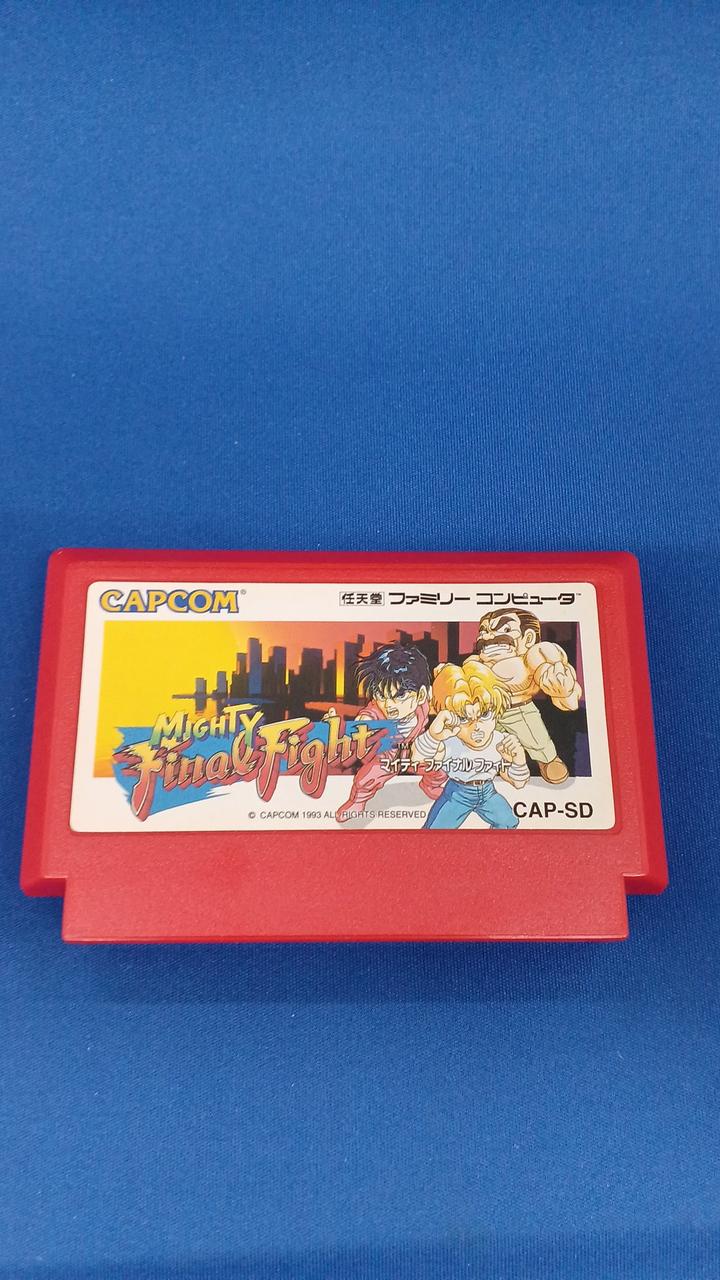 CAPCOM®
任天堂 ファミリー コンピュータ™
MIGHTY
Final Fight
マイティ ファイナル ファイト
© CAPCOM 1993 ALL RIGHTS RESERVED
CAP-SD